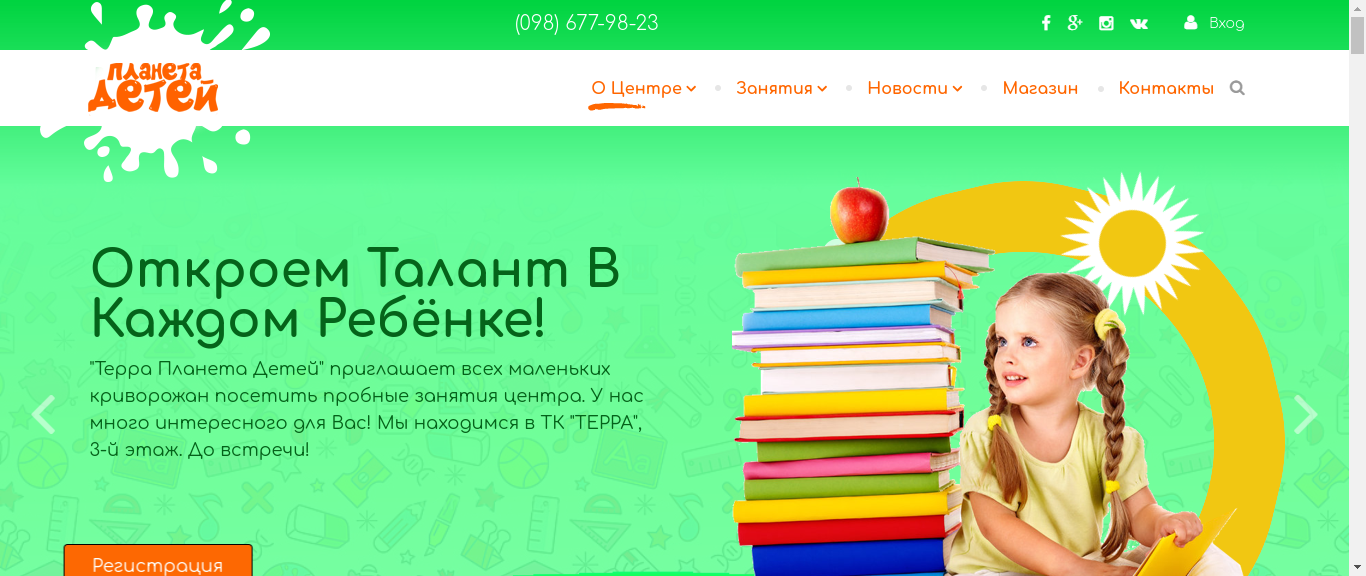 (098) 677-98-23
Вход
планета
детей
О Центре
Занятия
Новости
Магазин
Контакты
Откроем Талант В
Каждом Ребёнке!
"Терра Планета Детей" приглашает всех маленьких
криворожан посетить пробные занятия центра. У нас
много интересного для Вас! Мы находимся в ТК "ТЕРРА",
3-й этаж. До встречи!
Регистрация